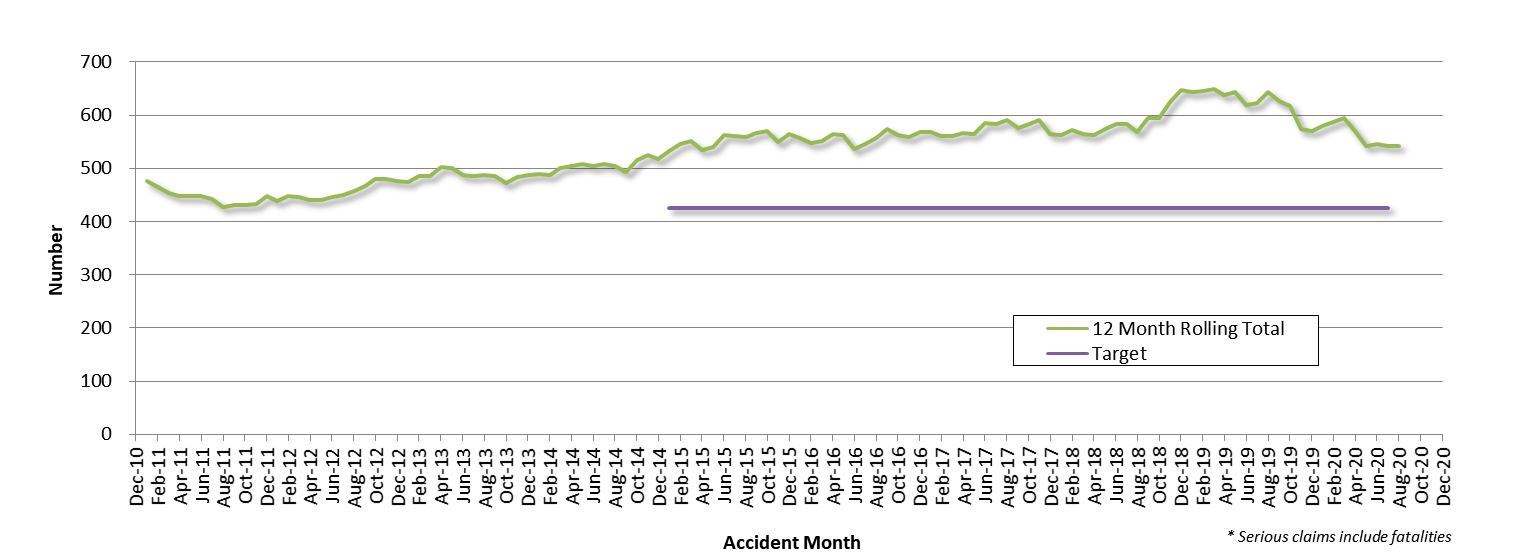 700
600
500
400
300
200
100
0
Number
12 Month Rolling Total
Target
Dec-10
Feb-11
Apr-11
Jun-11
Aug-11
Oct-11
Dec-11
Feb-12
Apr-12
Jun-12
Aug-12
Oct-12
Dec-12
Feb-13
Apr-13
Jun-13
Aug-13
Oct-13
Dec-13
Feb-14
Apr-14
Jun-14
Aug-14
Oct-14
Dec-14
Feb-15
Apr-15
Jun-15
Aug-15
Oct-15
Dec-15
Feb-16
Apr-16
Jun-16
Aug-16
Oct-16
Dec-16
Feb-17
Apr-17
Jun-17
Aug-17
Oct-17
Dec-17
Feb-18
Apr-18
Jun-18
Aug-18
Oct-18
Dec-18
Feb-19
Apr-19
Jun-19
Aug-19
Oct-19
Dec-19
Feb-20
Apr-20
Jun-20
Aug-20
Oct-20
Dec-20
Accident Month
* Serious claims include fatalities